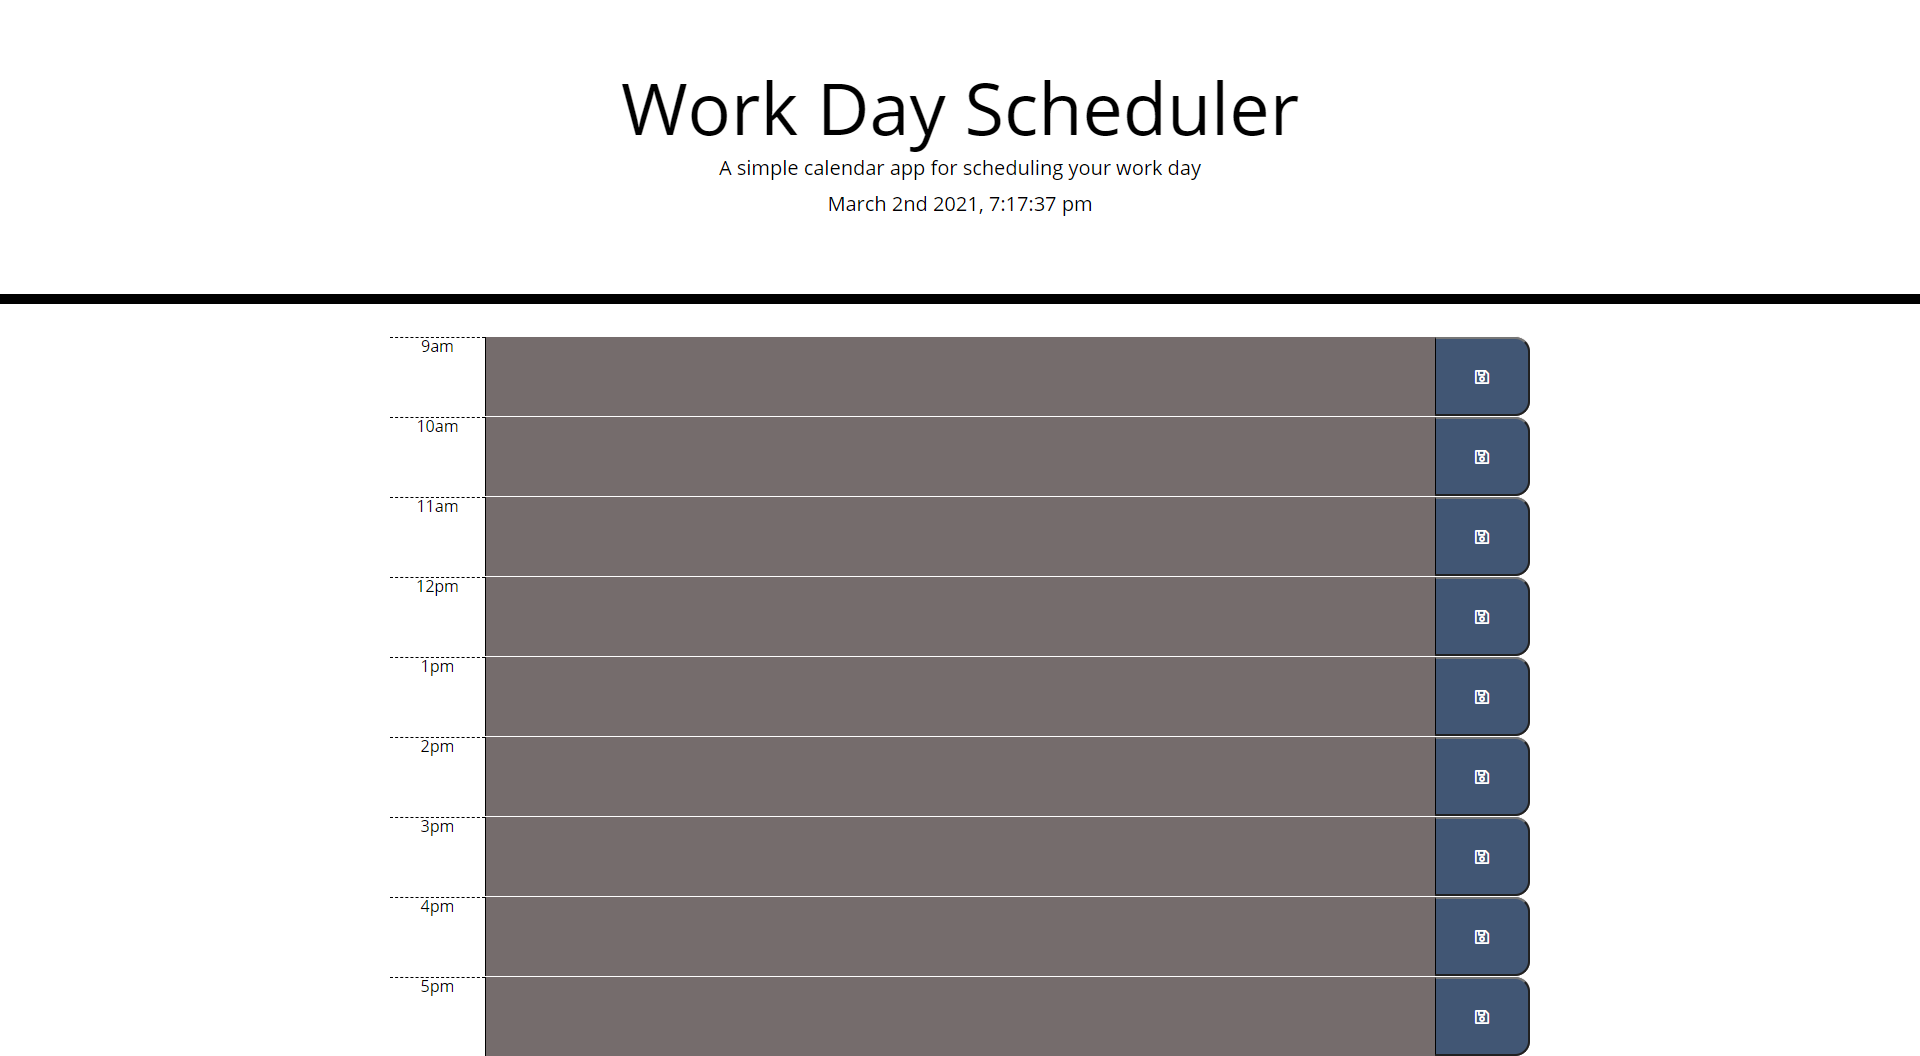 Work Day Scheduler
A simple calendar app for scheduling your work day
March 2nd 2021, 7:17:37 pm
9am
10am
11am
12pm
1pm
2pm
3pm
4pm
5pm